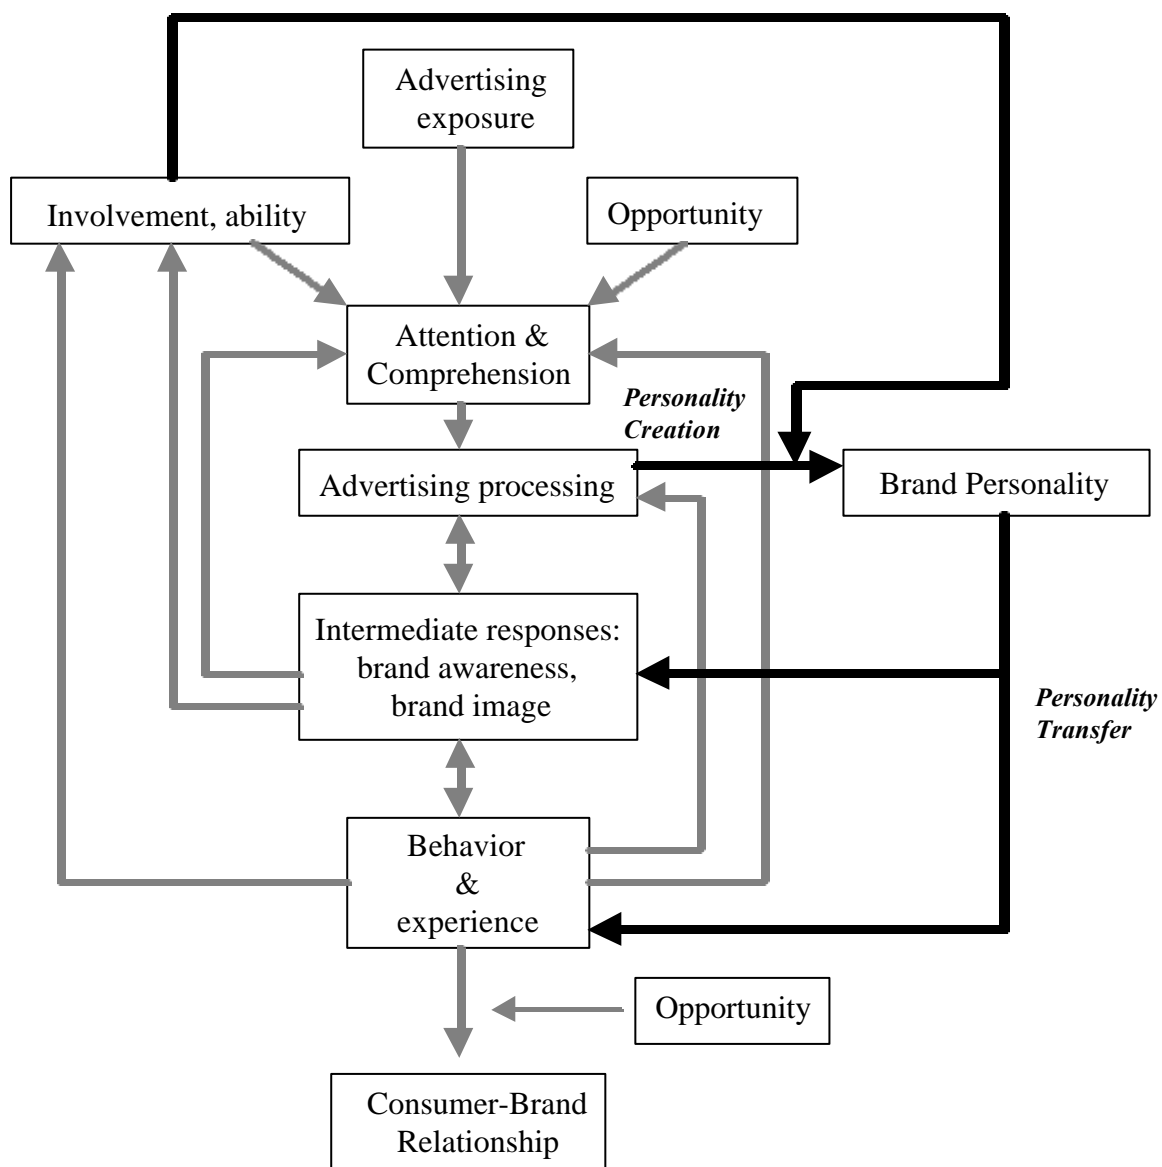 Advertising
exposure
Involvement, ability
Opportunity
Attention &
Comprehension
Personality
Creation
Advertising processing
Brand Personality
Intermediate responses:
brand awareness,
brand image
Personality
Transfer
Behavior
&
experience
Opportunity
Consumer-Brand
Relationship